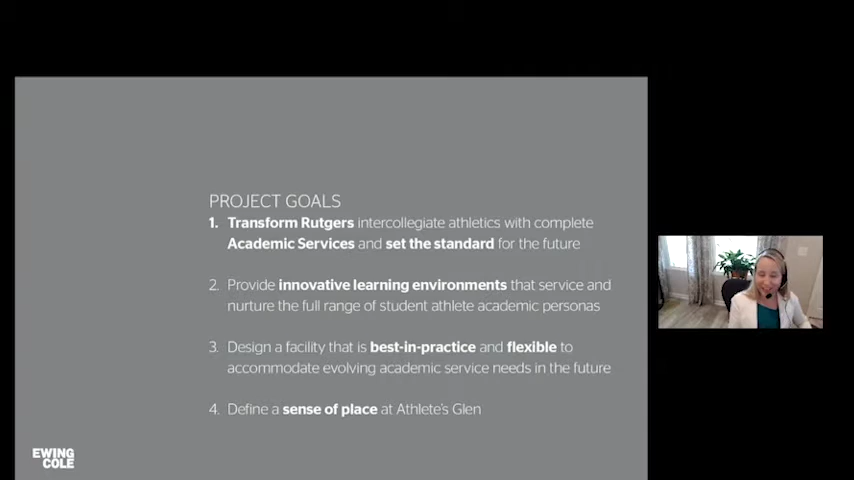 PROJECT GOALS
1. Transform Rutgers intercollegiate athletics with complete
Academic Services and set the standard for the future
2. Provide innovative learning environments that service and
nurture the full range of student athlete academic personas
3. Design a facility that is best-in-practice and flexible to
accommodate evolving academic service needs in the future
4. Define a sense of place at Athlete's Glen
EWING
COLE